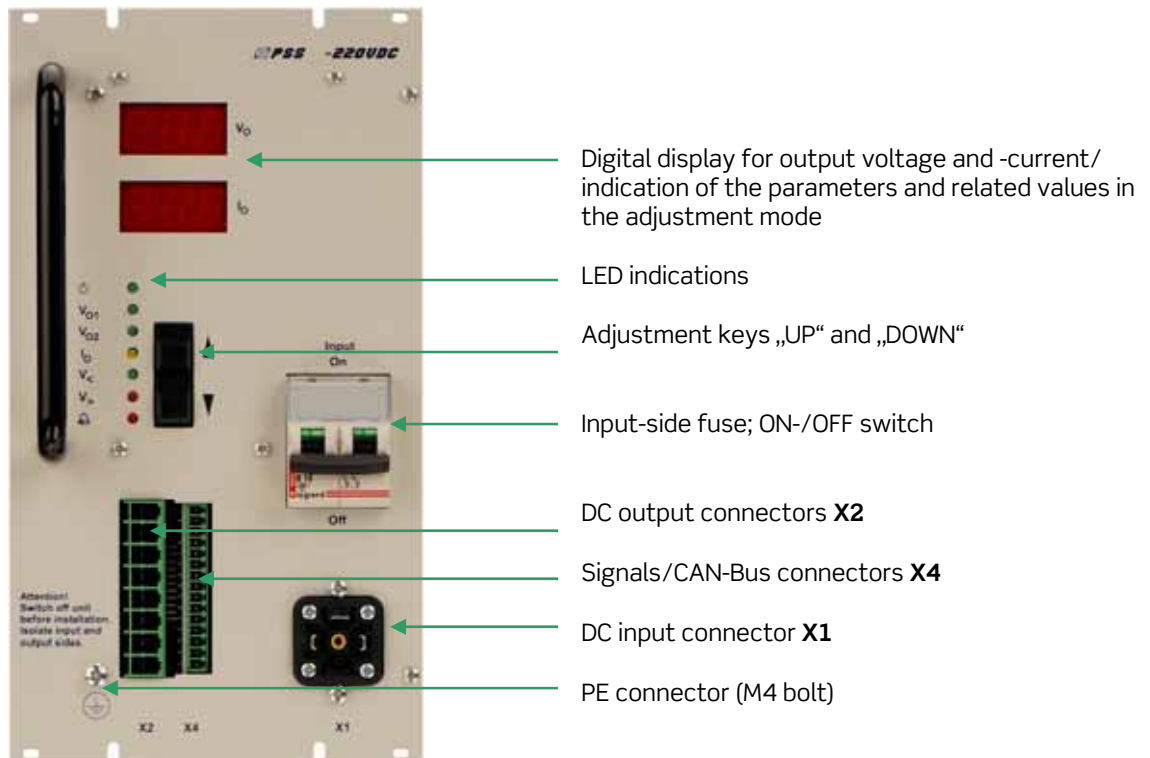 PSS -220VDC
VO
IO
Digital display for output voltage and -current/
indication of the parameters and related values in
the adjustment mode
LED indications
VO1
VO2
IO
V<
V>
Adjustment keys „UP“ and „DOWN“
Input
On
Input-side fuse; ON-/OFF switch
legrand
Off
DC output connectors X2
Signals/CAN-Bus connectors X4
Attention!
Switch off unit
before installation.
Isolate input and
output sides.
DC input connector X1
PE connector (M4 bolt)
X2
X4
X1